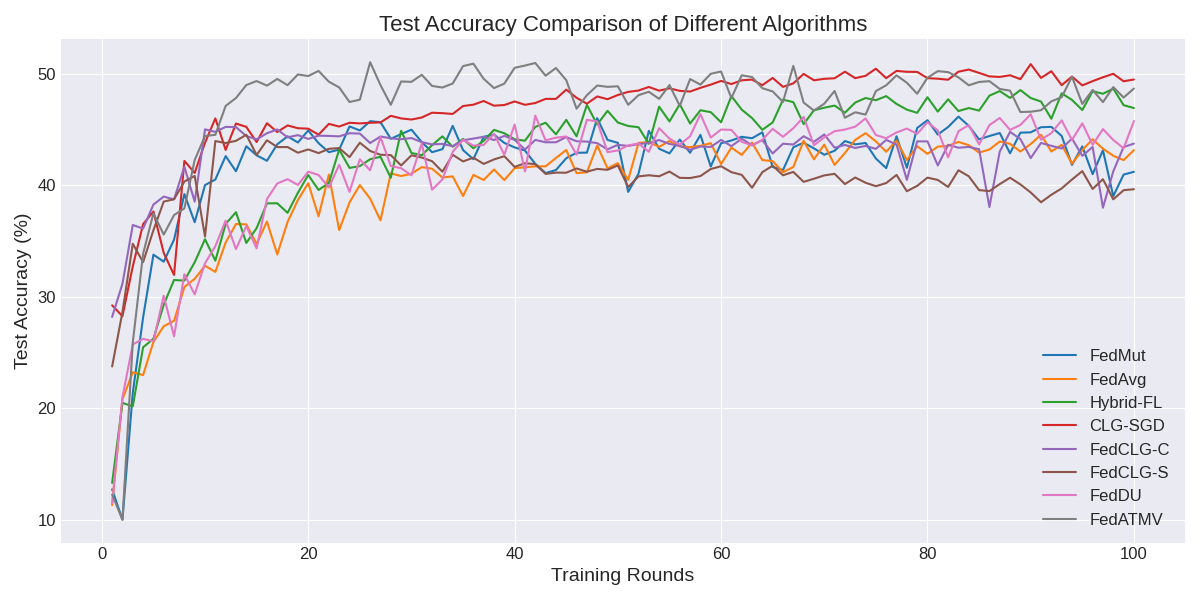 Test Accuracy Comparison of Different Algorithms
Test Accuracy (%)
50
40
30
20
10
0
20
40
60
80
100
Training Rounds
FedMut
FedAvg
Hybrid-FL
CLG-SGD
FedCLG-C
FedCLG-S
FedDU
FedATMV